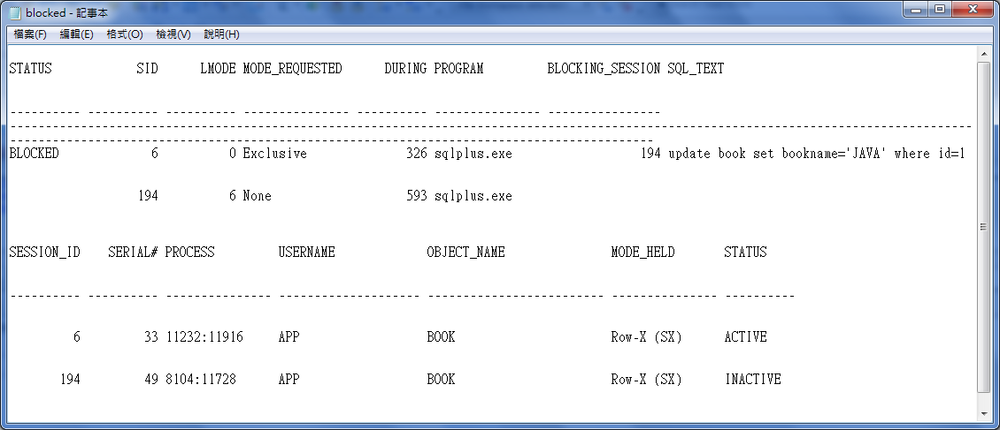 blocked - 記事本
檔案(F) 編輯(E) 格式(O) 檢視(V) 說明(H)
STATUS SID LMODE MODE_REQUESTED DURING PROGRAM BLOCKING_SESSION SQL_TEXT
---------- ---------- ---------- --------------- ---------- --------------- ----------------
----------------------------------------------------------------------------------------------------------------------------------------
-------------------------------------------------------------------------------------------
BLOCKED 6 0 Exclusive 326 sqlplus.exe 194 update book set bookname='JAVA' where id=1
194 6 None 593 sqlplus.exe
SESSION_ID SERIAL# PROCESS USERNAME OBJECT_NAME MODE_HELD STATUS
---------- ---------- --------------- -------------------- ------------------------- --------------- ----------
6 33 11232:11916 APP BOOK Row-X (SX) ACTIVE
194 49 8104:11728 APP BOOK Row-X (SX) INACTIVE